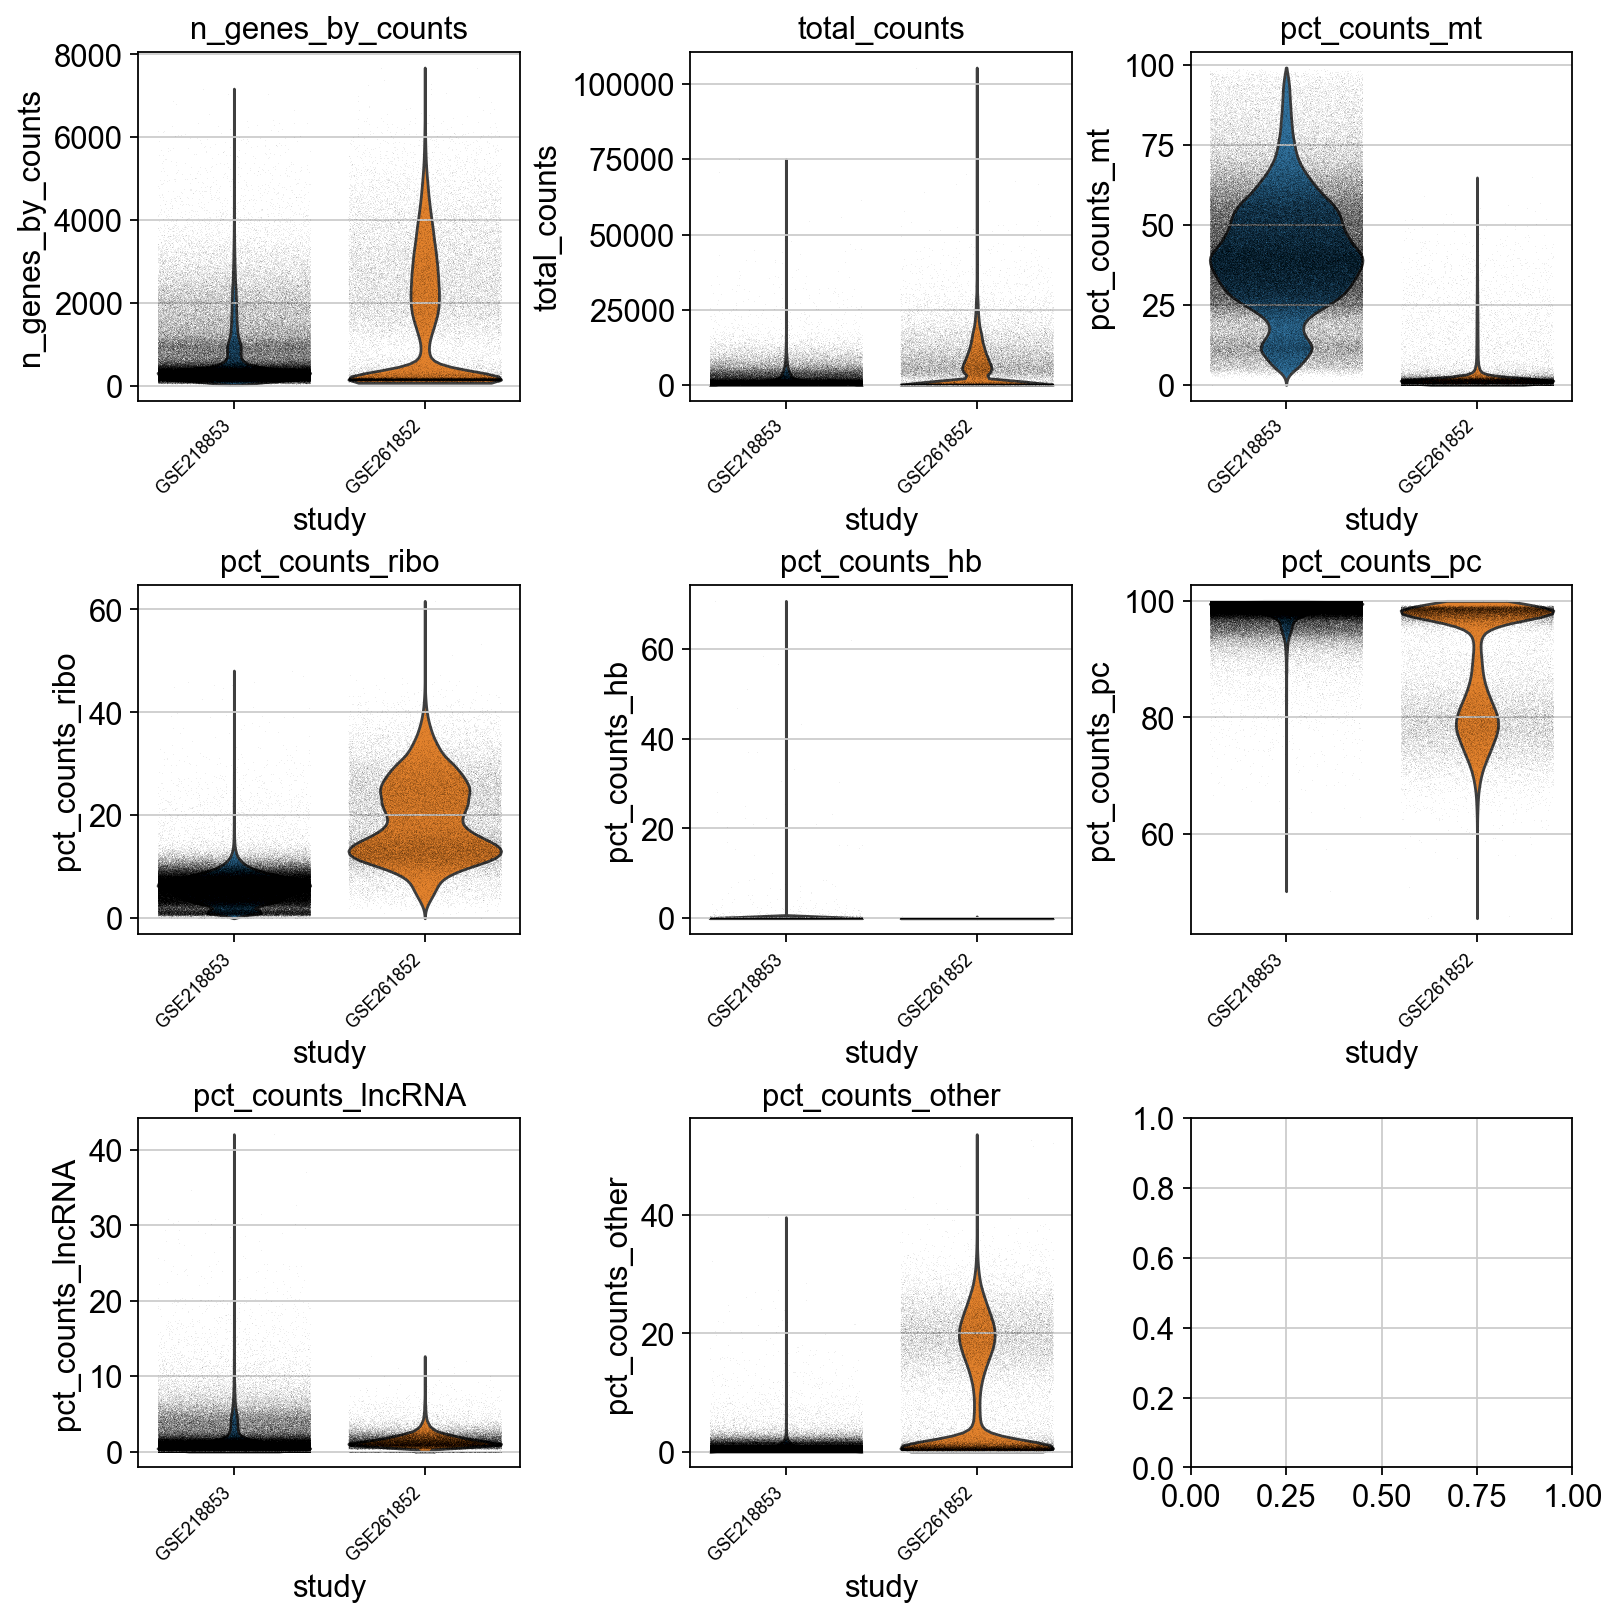 n_genes_by_counts
n_genes_by_counts
8000
6000
4000
2000
0
GSE218853
GSE261852
study
total_counts
total_counts
100000
75000
50000
25000
0
GSE218853
GSE261852
study
pct_counts_mt
pct_counts_mt
100
75
50
25
0
GSE218853
GSE261852
study
pct_counts_ribo
pct_counts_ribo
60
40
20
0
GSE218853
GSE261852
study
pct_counts_hb
pct_counts_hb
60
40
20
0
GSE218853
GSE261852
study
pct_counts_pc
pct_counts_pc
100
80
60
GSE218853
GSE261852
study
pct_counts_lncRNA
pct_counts_lncRNA
40
30
20
10
0
GSE218853
GSE261852
study
pct_counts_other
pct_counts_other
40
20
0
GSE218853
GSE261852
study
1.0
0.8
0.6
0.4
0.2
0.0
0.00 0.25 0.50 0.75 1.00